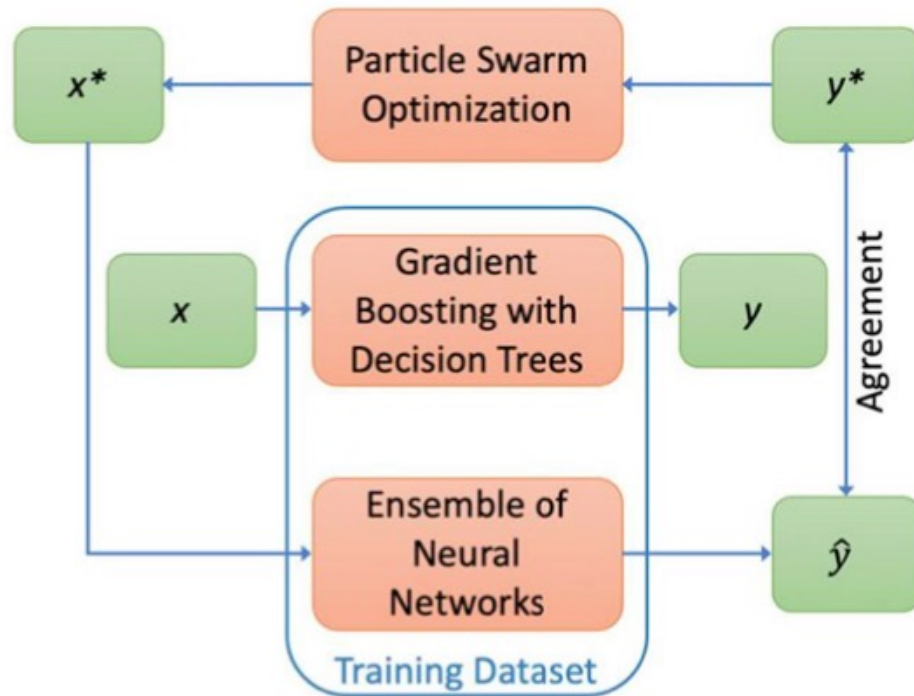 x*
Particle Swarm
Optimization
y*
x
Gradient
Boosting with
Decision Trees
y
Agreement
Ensemble of
Neural
Networks
ŷ
Training Dataset